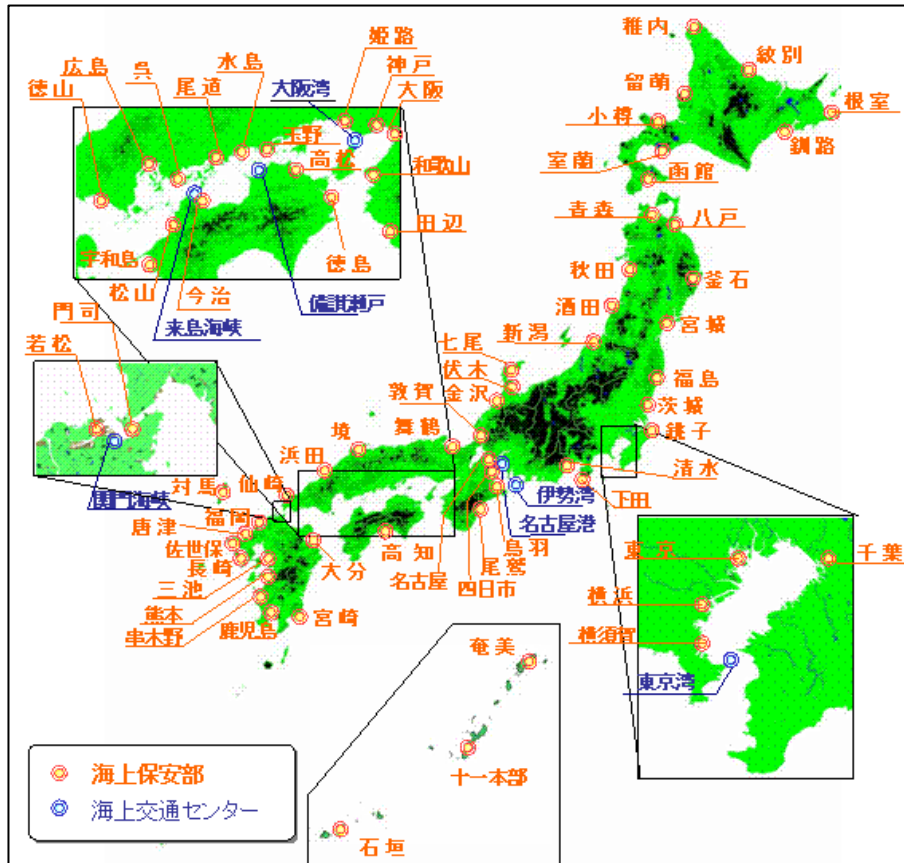 稚内
紋別
留萌
根室
小樽
釧路
室蘭
函館
青森
八戸
秋田
釜石
酒田
宮城
新潟
七尾
伏木
福島
敦賀
金沢
茨城
舞鶴
銚子
境
浜田
清水
仙崎
対馬
伊勢湾
下田
福岡
名古屋港
唐津
鳥羽
佐世保
高知
尾鷲
長崎
大分
名古屋
四日市
三池
熊本
宮崎
鹿児島
串木野
姫路
水島
神戸
広島
呉
大阪湾
大阪
徳山
尾道
玉野
高松
和歌山
田辺
宇和島
徳島
松山
今治
備讃瀬戸
来島海峡
門司
若松
関門海峡
東京
千葉
横浜
横須賀
東京湾
奄美
十一本部
石垣
海上保安部
海上交通センター